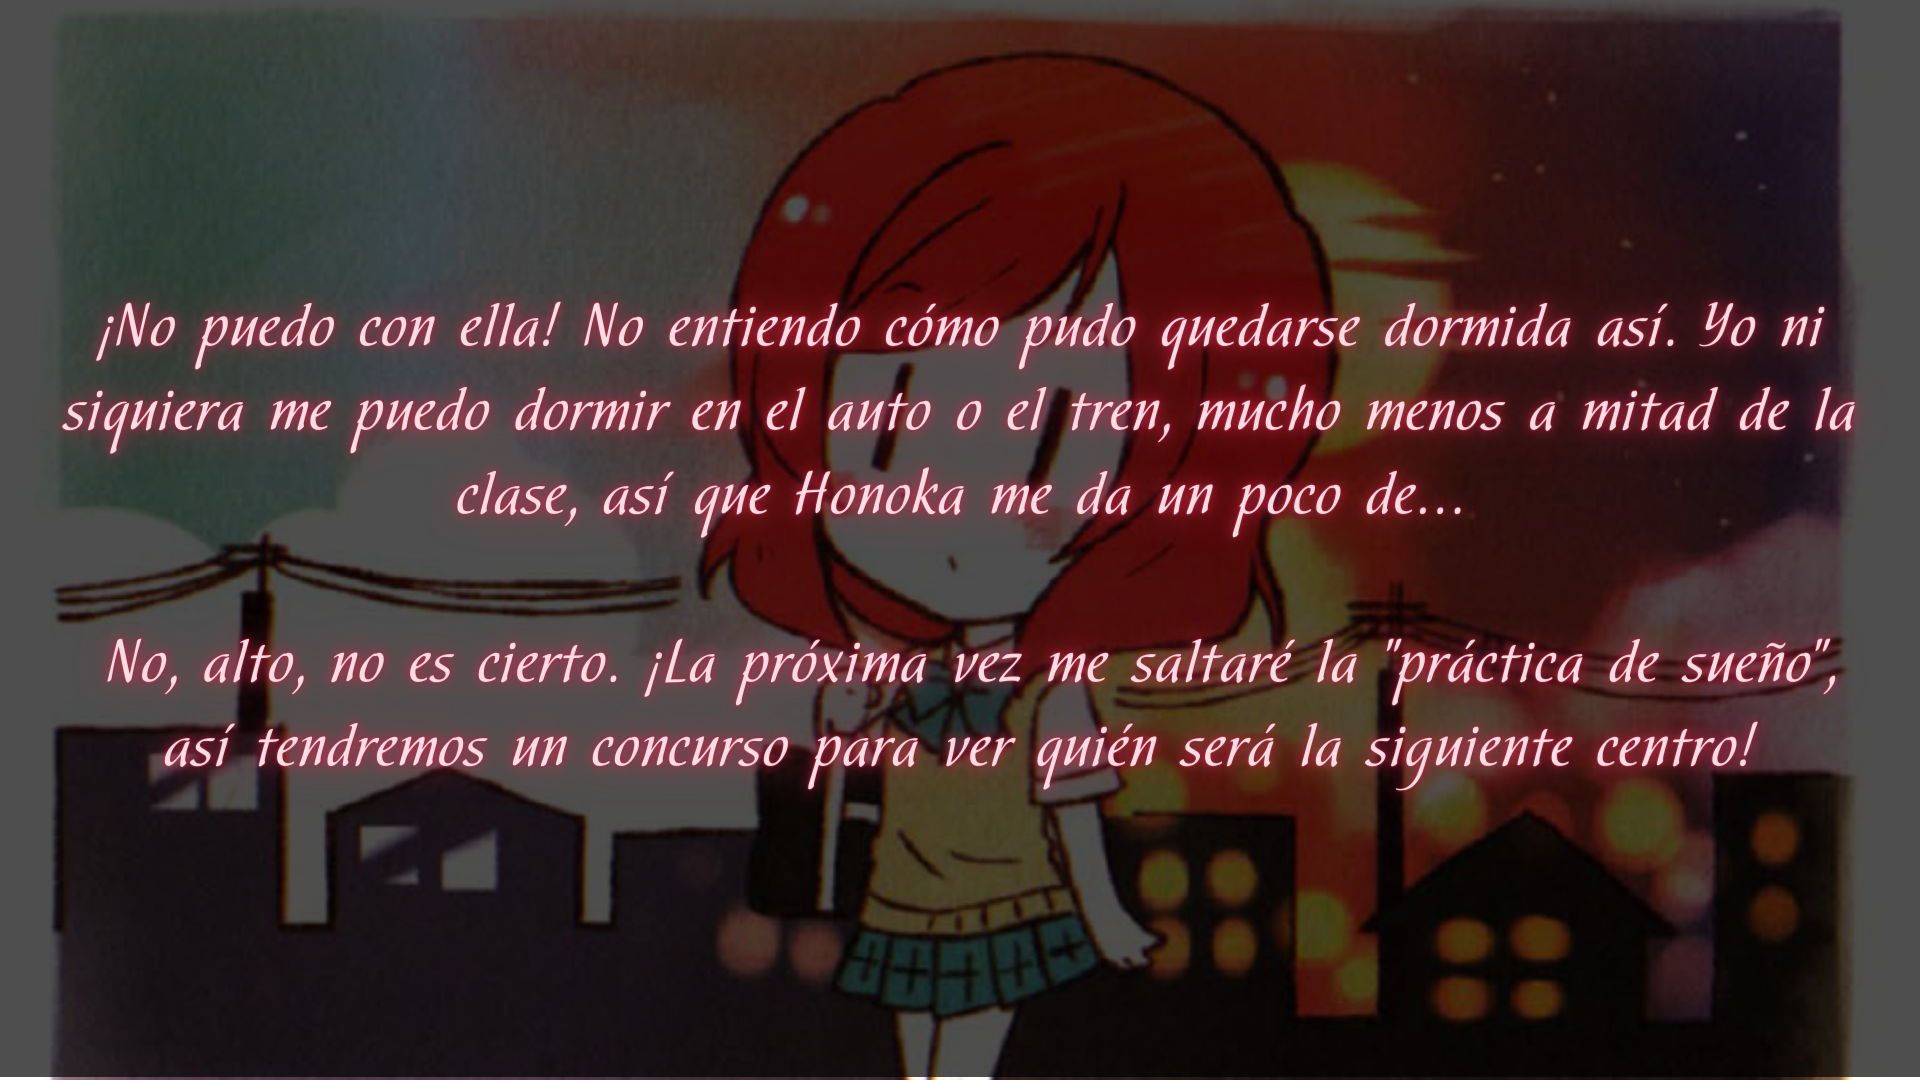 ¡No puedo con ella! No entiendo cómo pudo quedarse dormida así. Yo ni
siquiera me puedo dormir en el auto o el tren, mucho menos a mitad de la
clase, así que Honoka me da un poco de...
No, alto, no es cierto. ¡La próxima vez me saltaré la "práctica de sueño",
así tendremos un concurso para ver quién será la siguiente centro!